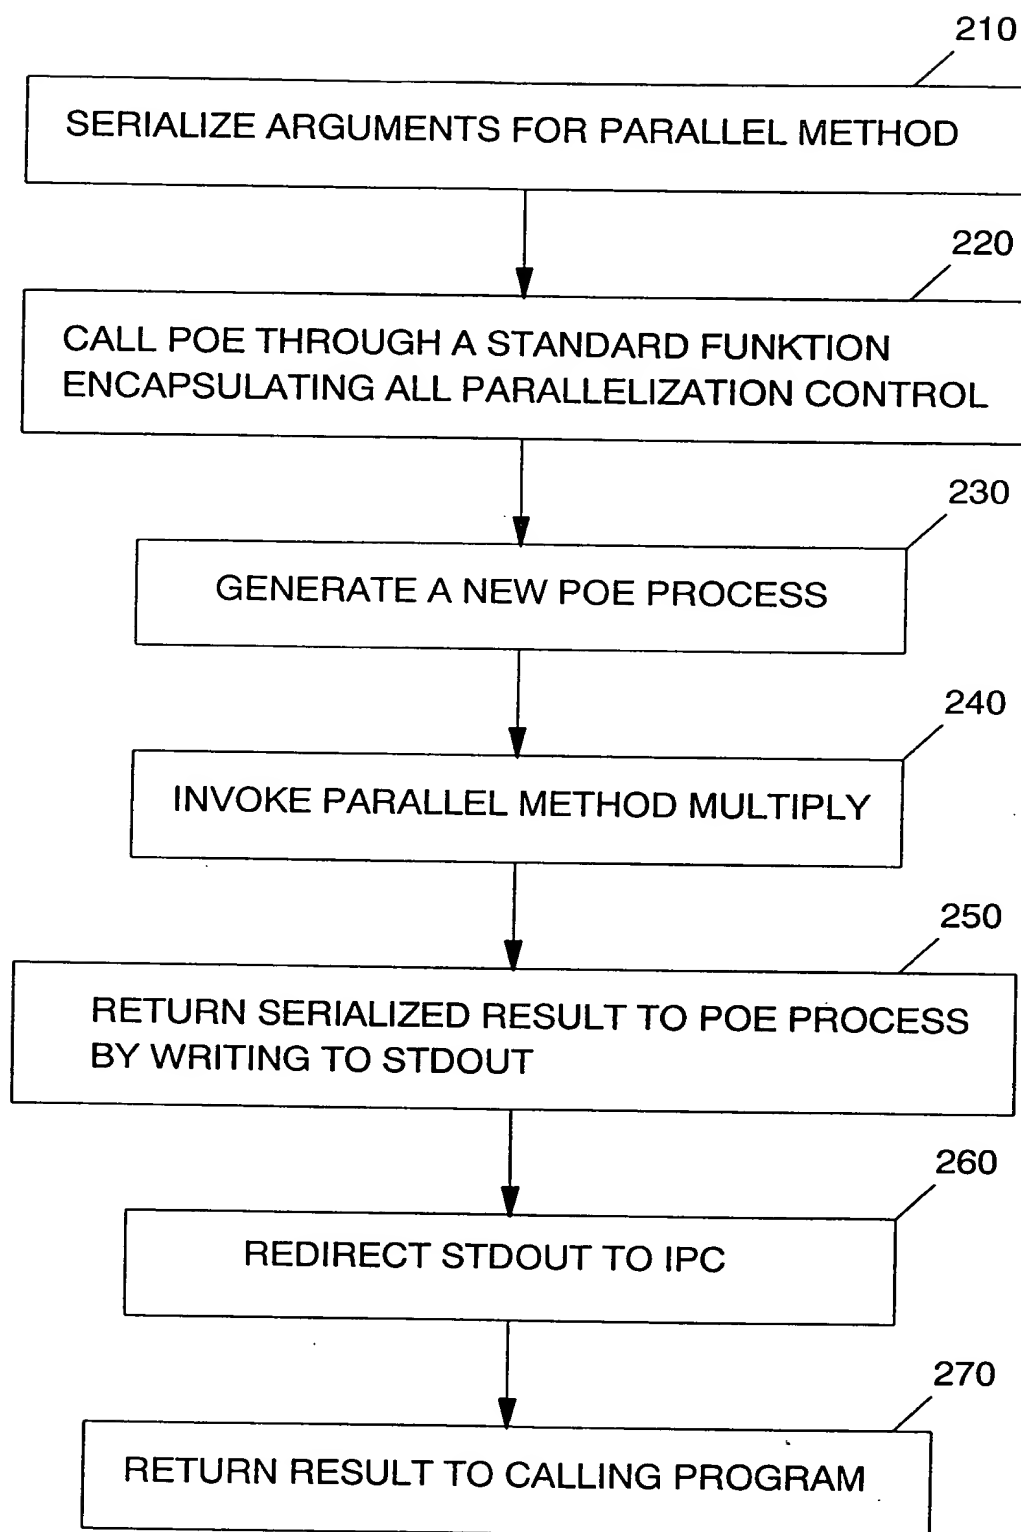 210
SERIALIZE ARGUMENTS FOR PARALLEL METHOD
220
CALL POE THROUGH A STANDARD FUNKTION
ENCAPSULATING ALL PARALLELIZATION CONTROL
230
GENERATE A NEW POE PROCESS
240
INVOKE PARALLEL METHOD MULTIPLY
250
RETURN SERIALIZED RESULT TO POE PROCESS
BY WRITING TO STDOUT
260
REDIRECT STDOUT TO IPC
270
RETURN RESULT TO CALLING PROGRAM